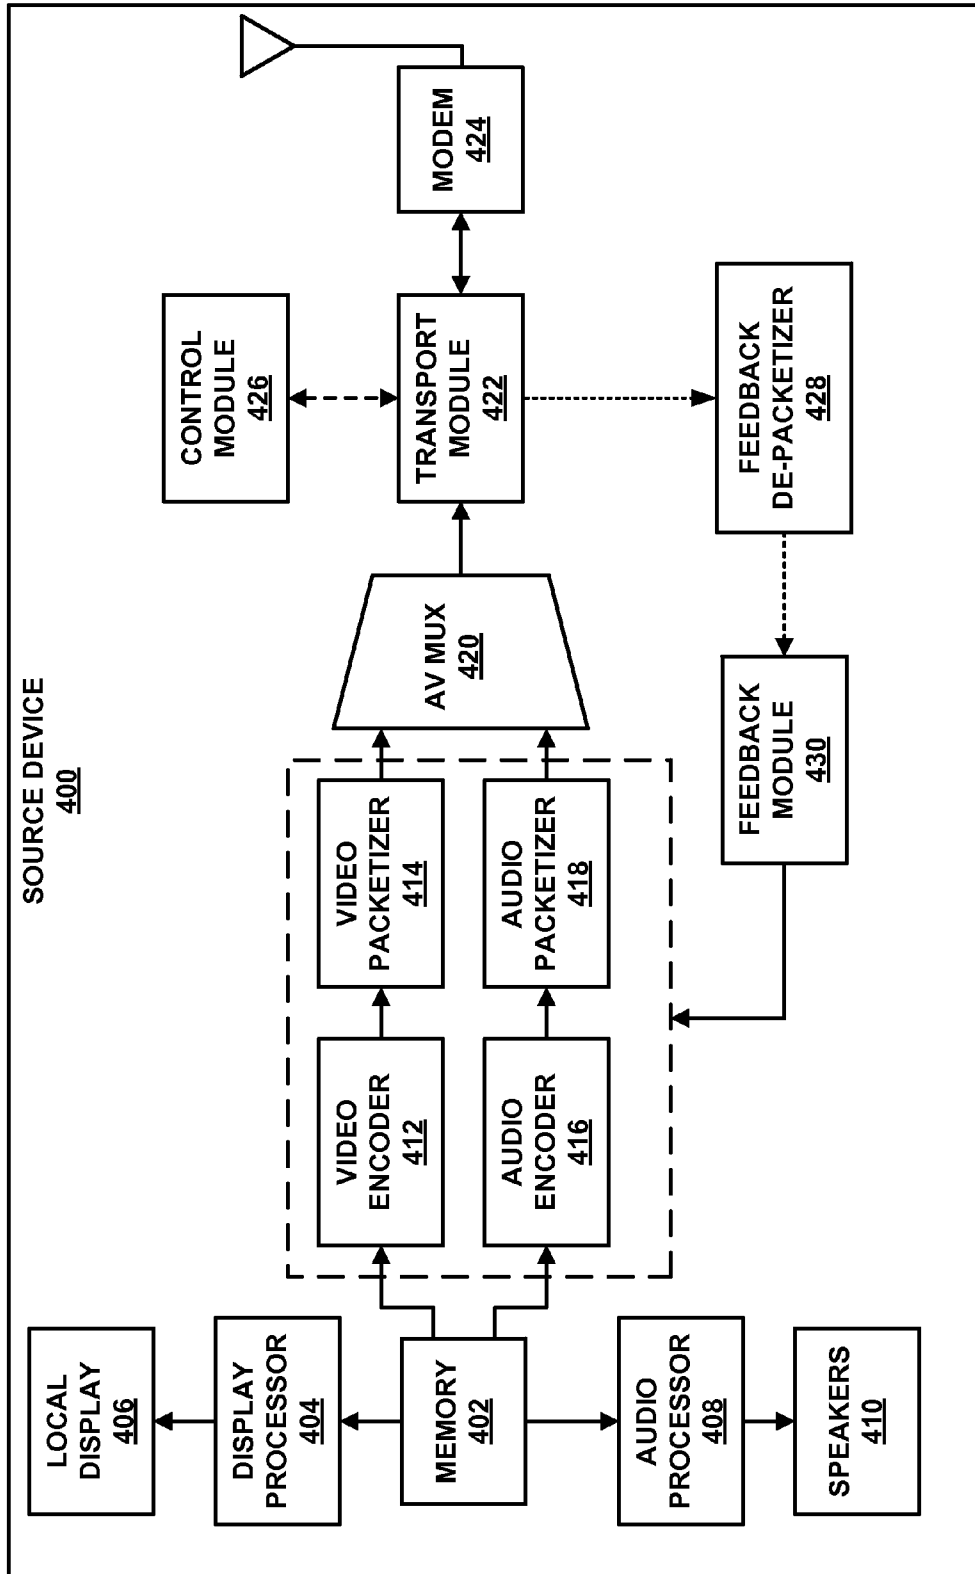 SOURCE DEVICE
400
LOCAL
DISPLAY
406
DISPLAY
PROCESSOR
404
MEMORY
402
AUDIO
PROCESSOR
408
SPEAKERS
410
VIDEO
ENCODER
412
VIDEO
PACKETIZER
414
AUDIO
ENCODER
416
AUDIO
PACKETIZER
418
AV MUX
420
CONTROL
MODULE
426
TRANSPORT
MODULE
422
MODEM
424
FEEDBACK
MODULE
430
FEEDBACK
DE-PACKETIZER
428